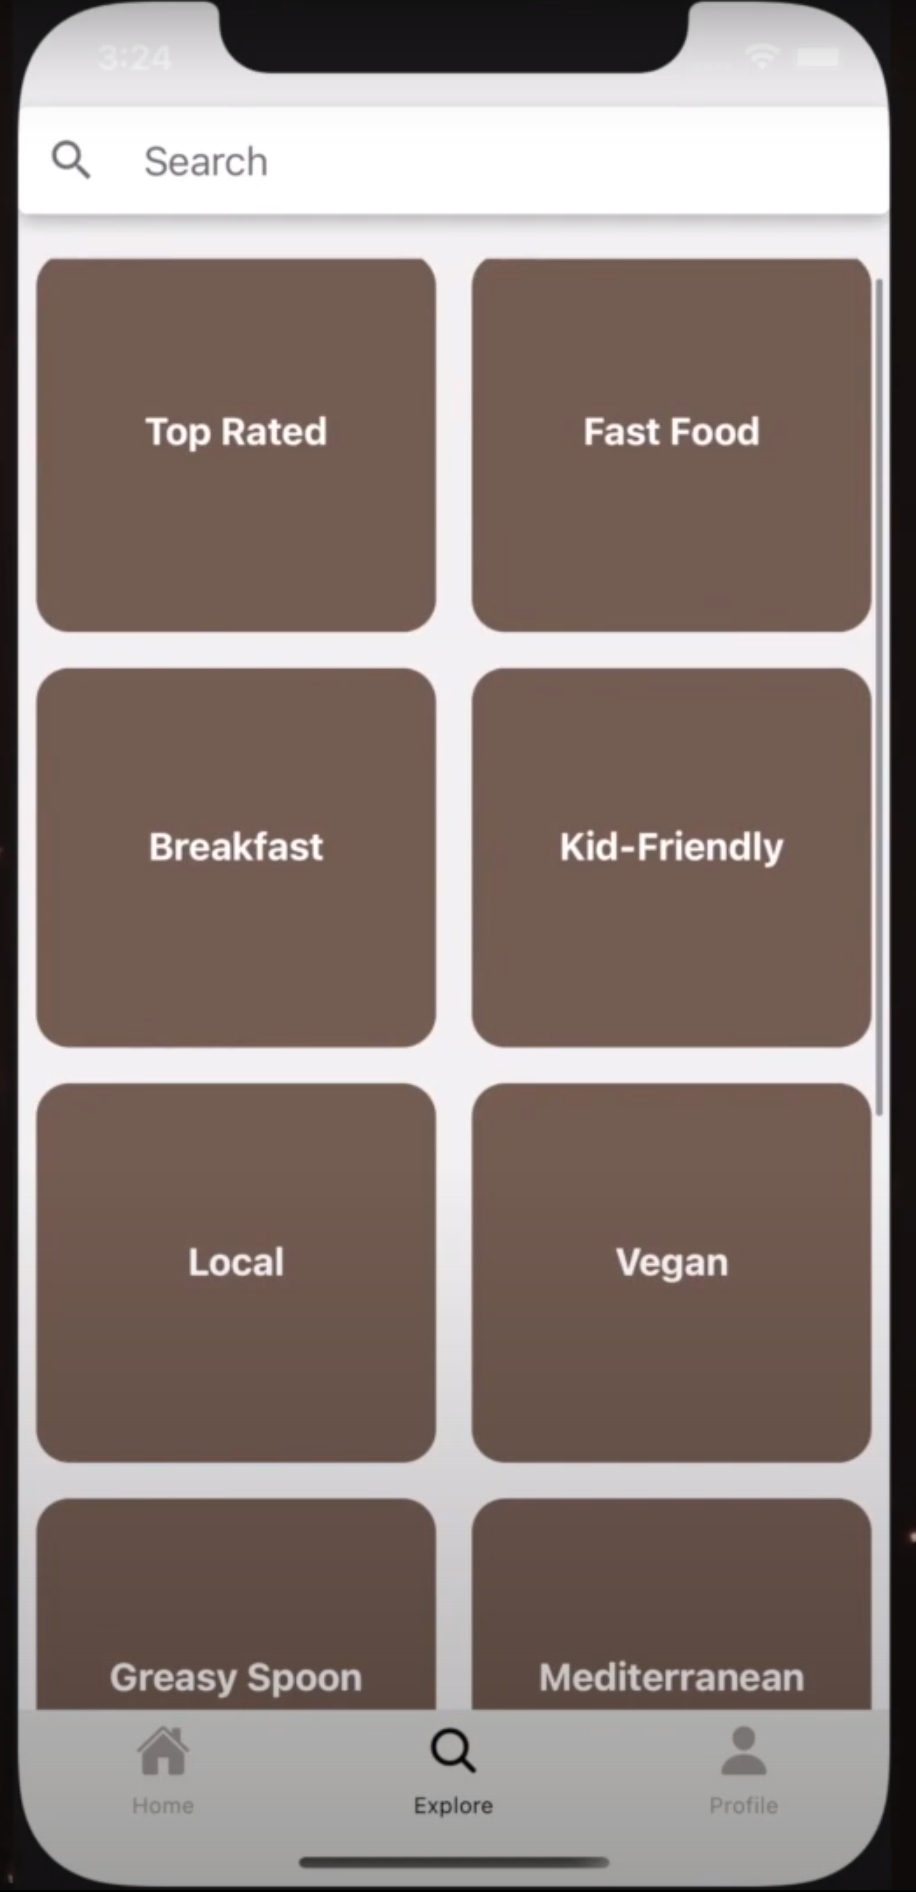 3:24
Search
Top Rated
Fast Food
Breakfast
Kid-Friendly
Local
Vegan
Greasy Spoon
Mediterranean
Home
Explore
Profile